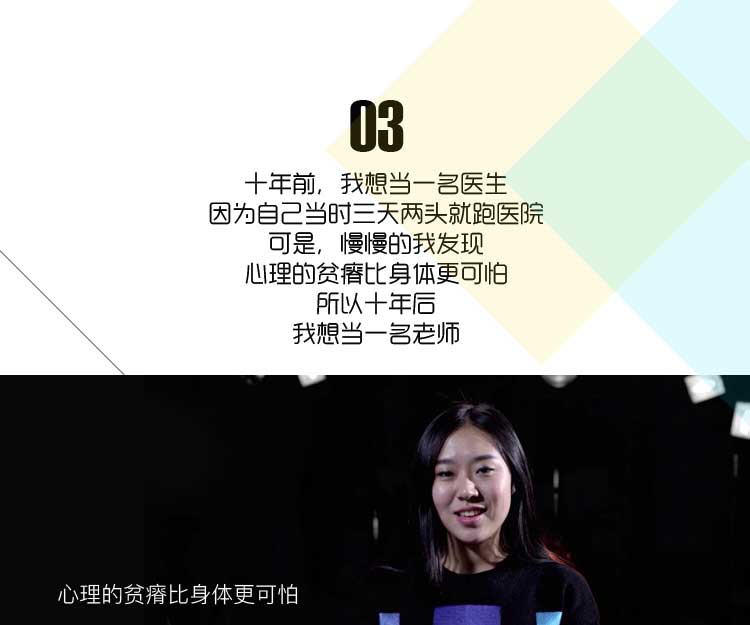 03
十年前，我想当一名医生
因为自己当时三天两头就跑医院
可是，慢慢的我发现
心理的贫瘠比身体更可怕
所以十年后
我想当一名老师
心理的贫瘠比身体更可怕